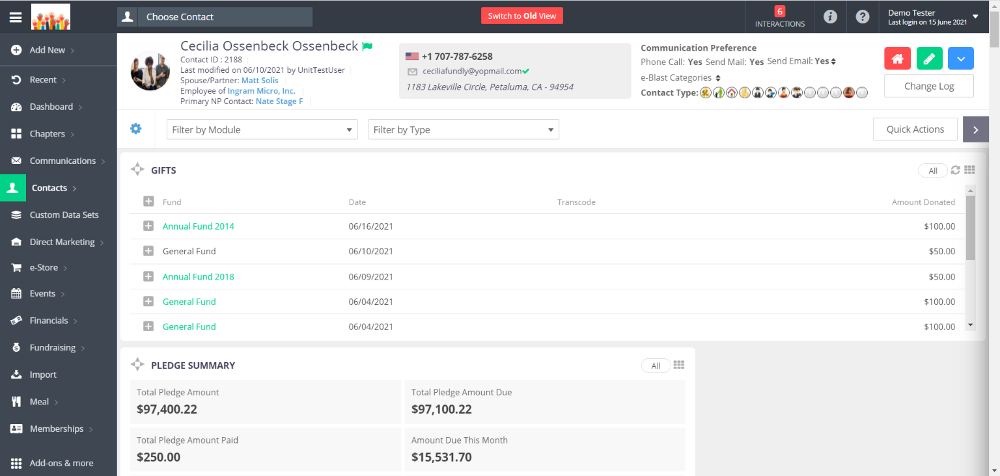 Choose Contact
Switch to Old View
6
INTERACTIONS
Demo Tester
Last login on 15 June 2021
Add New
Recent
Dashboard
Chapters
Communications
Contacts
Custom Data Sets
Direct Marketing
e-Store
Events
Financials
Fundraising
Import
Meal
Memberships
Add-ons & more
Cecilia Ossenbeck Ossenbeck
Contact ID : 2188
Last modified on 06/10/2021 by UnitTestUser
Spouse/Partner: Matt Solis
Employee of Ingram Micro, Inc.
Primary NP Contact: Nate Stage F
+1 707-787-6258
ceciliafundly@yopmail.com
1183 Lakeville Circle, Petaluma, CA - 94954
Communication Preference
Phone Call: Yes Send Mail: Yes Send Email: Yes
e-Blast Categories
Contact Type:
Change Log
Filter by Module
Filter by Type
Quick Actions
GIFTS
All
Fund Date Transcode Amount Donated
Annual Fund 2014 06/16/2021 $100.00
General Fund 06/10/2021 $50.00
Annual Fund 2018 06/09/2021 $50.00
General Fund 06/04/2021 $100.00
General Fund 06/04/2021 $100.00
PLEDGE SUMMARY
All
Total Pledge Amount
$97,400.22
Total Pledge Amount Due
$97,100.22
Total Pledge Amount Paid
$250.00
Amount Due This Month
$15,531.70